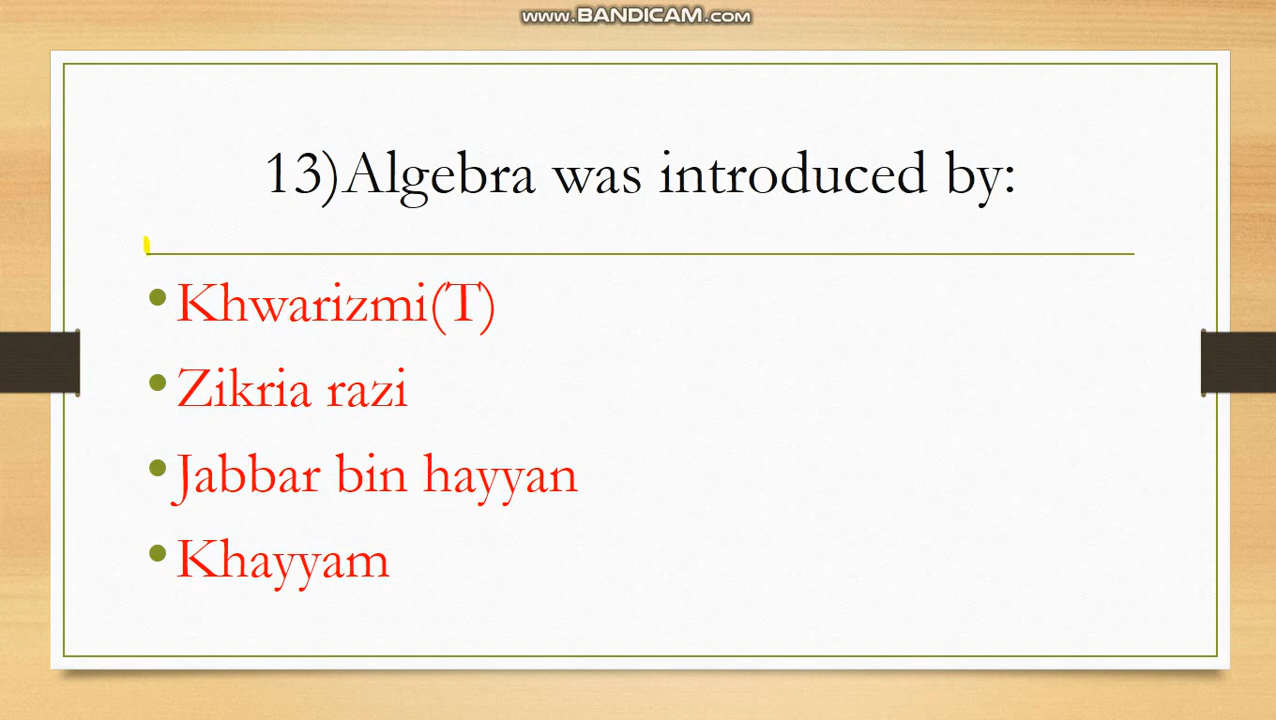 www.BANDICAM.com
13)Algebra was introduced by:
• Khwarizmi(T)
• Zikria razi
• Jabbar bin hayyan
• Khayyam